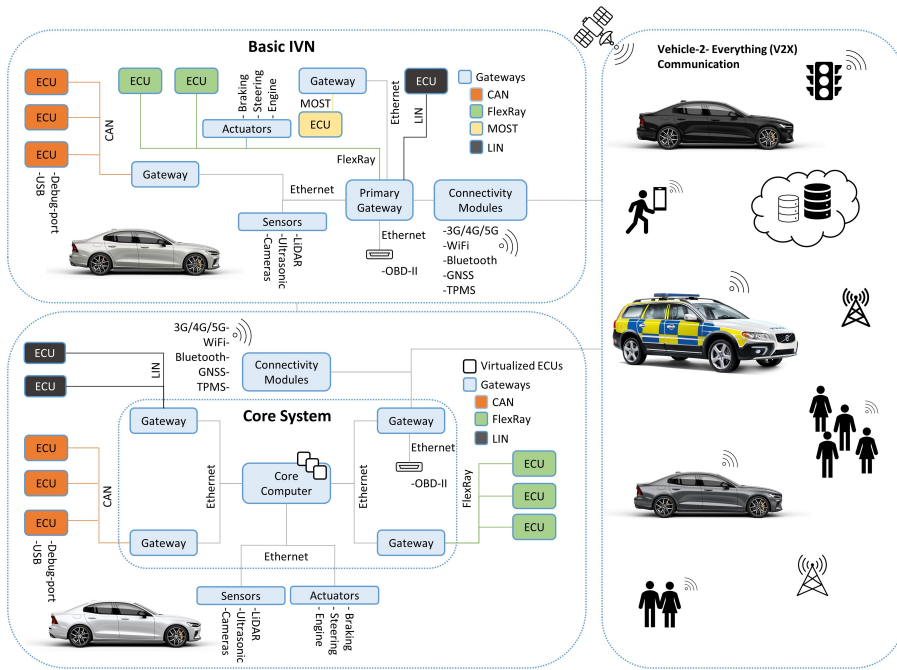 Basic IVN
ECU
ECU
ECU
CAN
-Debug-port
-USB
ECU
ECU
-Braking
- Steering
- Engine
Actuators
Gateway
MOST
ECU
Ethernet
ECU
LIN
Gateways
CAN
FlexRay
MOST
LIN
FlexRay
Gateway
Ethernet
Primary
Gateway
Connectivity
Modules
Sensors
-LiDAR
-Ultrasonic
-Cameras
Ethernet
-OBD-II
-3G/4G/5G
-WiFi
-Bluetooth
-GNSS
-TPMS
Vehicle-2- Everything (V2X)
Communication
3G/4G/5G-
WiFi-
Bluetooth-
GNSS-
TPMS-
Connectivity
Modules
ECU
ECU
LIN
Virtualized ECUs
Gateways
CAN
FlexRay
LIN
Core System
Gateway
Gateway
Ethernet
-OBD-II
ECU
ECU
ECU
CAN
-Debug-port
-USB
Ethernet
Core
Computer
Ethernet
FlexRay
ECU
ECU
ECU
Gateway
Gateway
Ethernet
Sensors
-LiDAR
-Ultrasonic
-Cameras
Actuators
- Braking
- Steering
- Engine